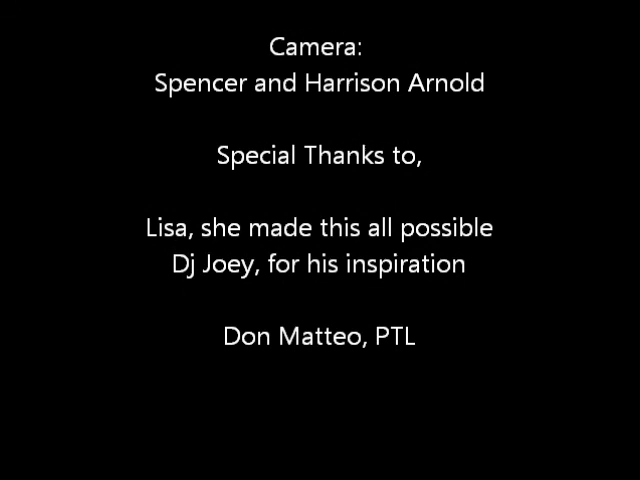 Camera:
Spencer and Harrison Arnold
Special Thanks to,
Lisa, she made this all possible
Dj Joey, for his inspiration
Don Matteo, PTL